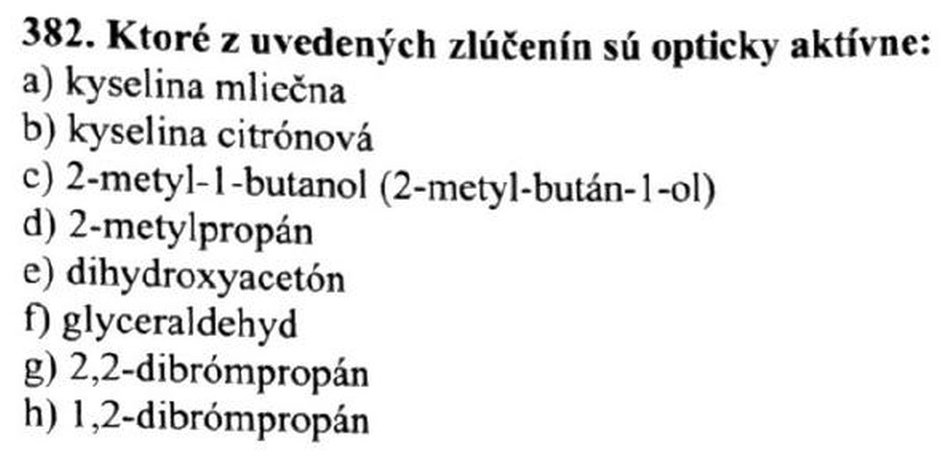 382. Ktoré z uvedených zlúčenín sú opticky aktívne:
a) kyselina mliečna
b) kyselina citrónová
c) 2-metyl-1-butanol (2-metyl-bután-1-ol)
d) 2-metylpropán
e) dihydroxyacetón
f) glyceraldehyd
g) 2,2-dibrómpropán
h) 1,2-dibrómpropán